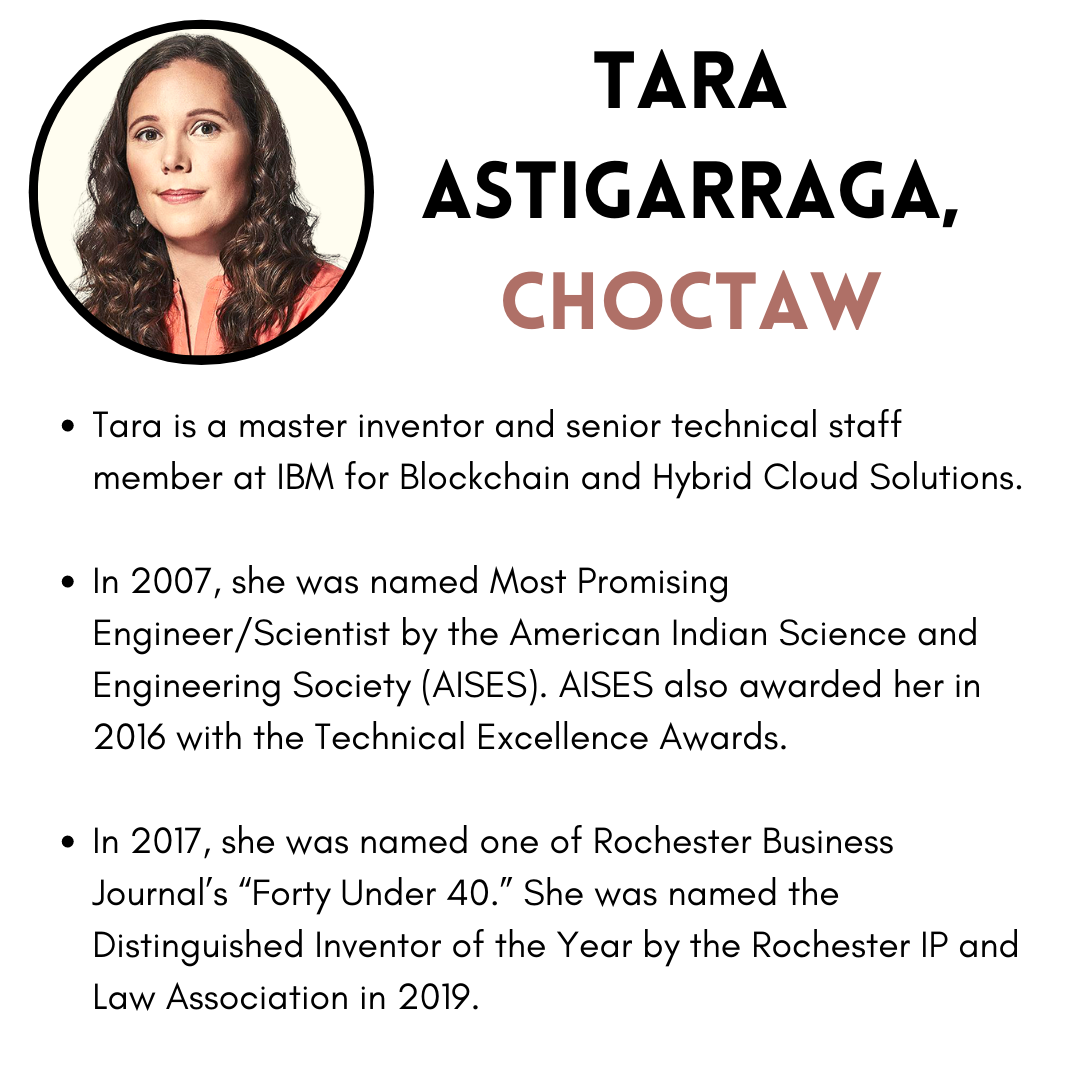 TARA
ASTIGARRAGA,
CHOCTAW
• Tara is a master inventor and senior technical staff
member at IBM for Blockchain and Hybrid Cloud Solutions.
• In 2007, she was named Most Promising
Engineer/Scientist by the American Indian Science and
Engineering Society (AISES). AISES also awarded her in
2016 with the Technical Excellence Awards.
• In 2017, she was named one of Rochester Business
Journal’s “Forty Under 40.” She was named the
Distinguished Inventor of the Year by the Rochester IP and
Law Association in 2019.